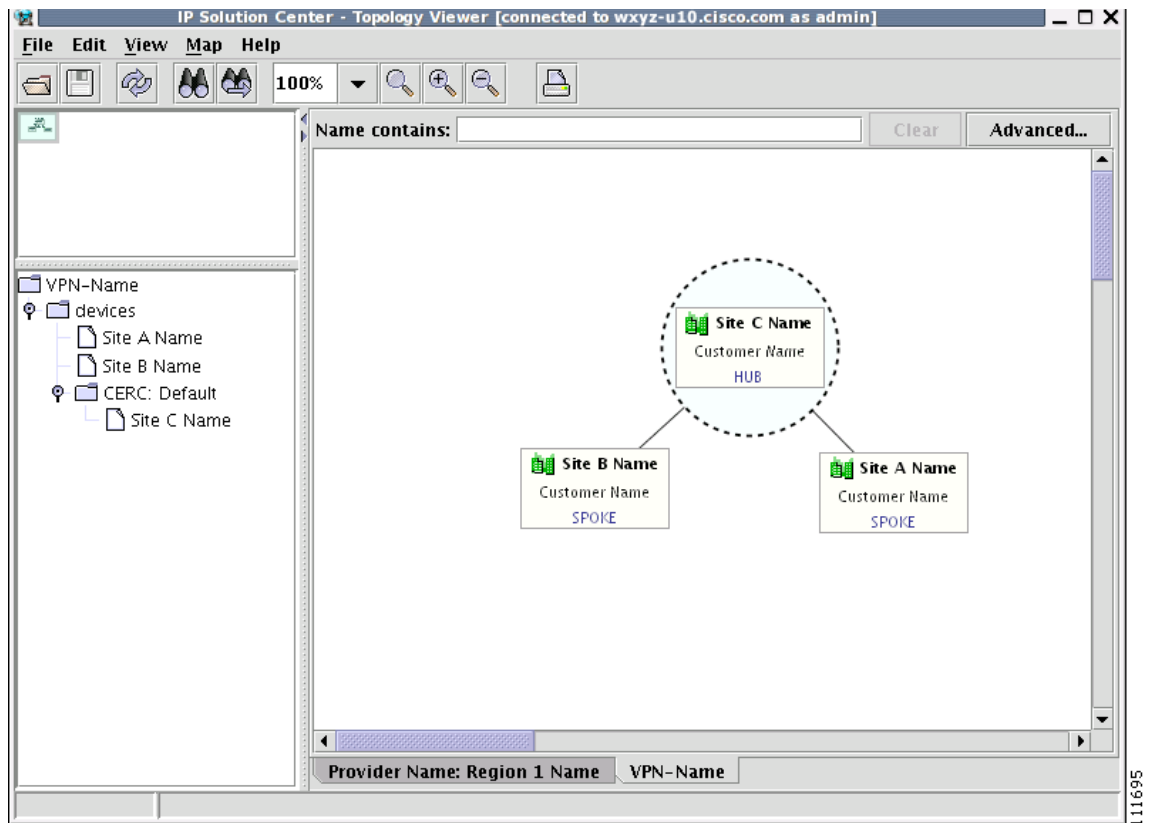 IP Solution Center - Topology Viewer [connected to wxyz-u10.cisco.com as admin]
File Edit View Map Help
100%
Name contains: Clear Advanced...
VPN-Name
devices
Site A Name
Site B Name
CERC: Default
Site C Name
Site C Name
Customer Name
HUB
Site B Name
Customer Name
SPOKE
Site A Name
Customer Name
SPOKE
Provider Name: Region 1 Name VPN-Name
111695